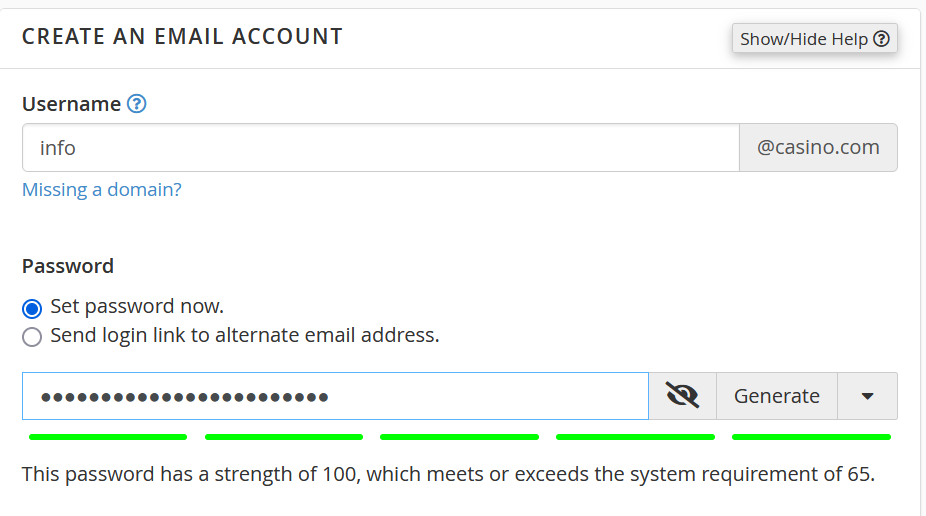 CREATE AN EMAIL ACCOUNT
Show/Hide Help
Username
info
@casino.com
Missing a domain?
Password
Set password now.
Send login link to alternate email address.
••••••••••••••••••••••••
Generate
This password has a strength of 100, which meets or exceeds the system requirement of 65.